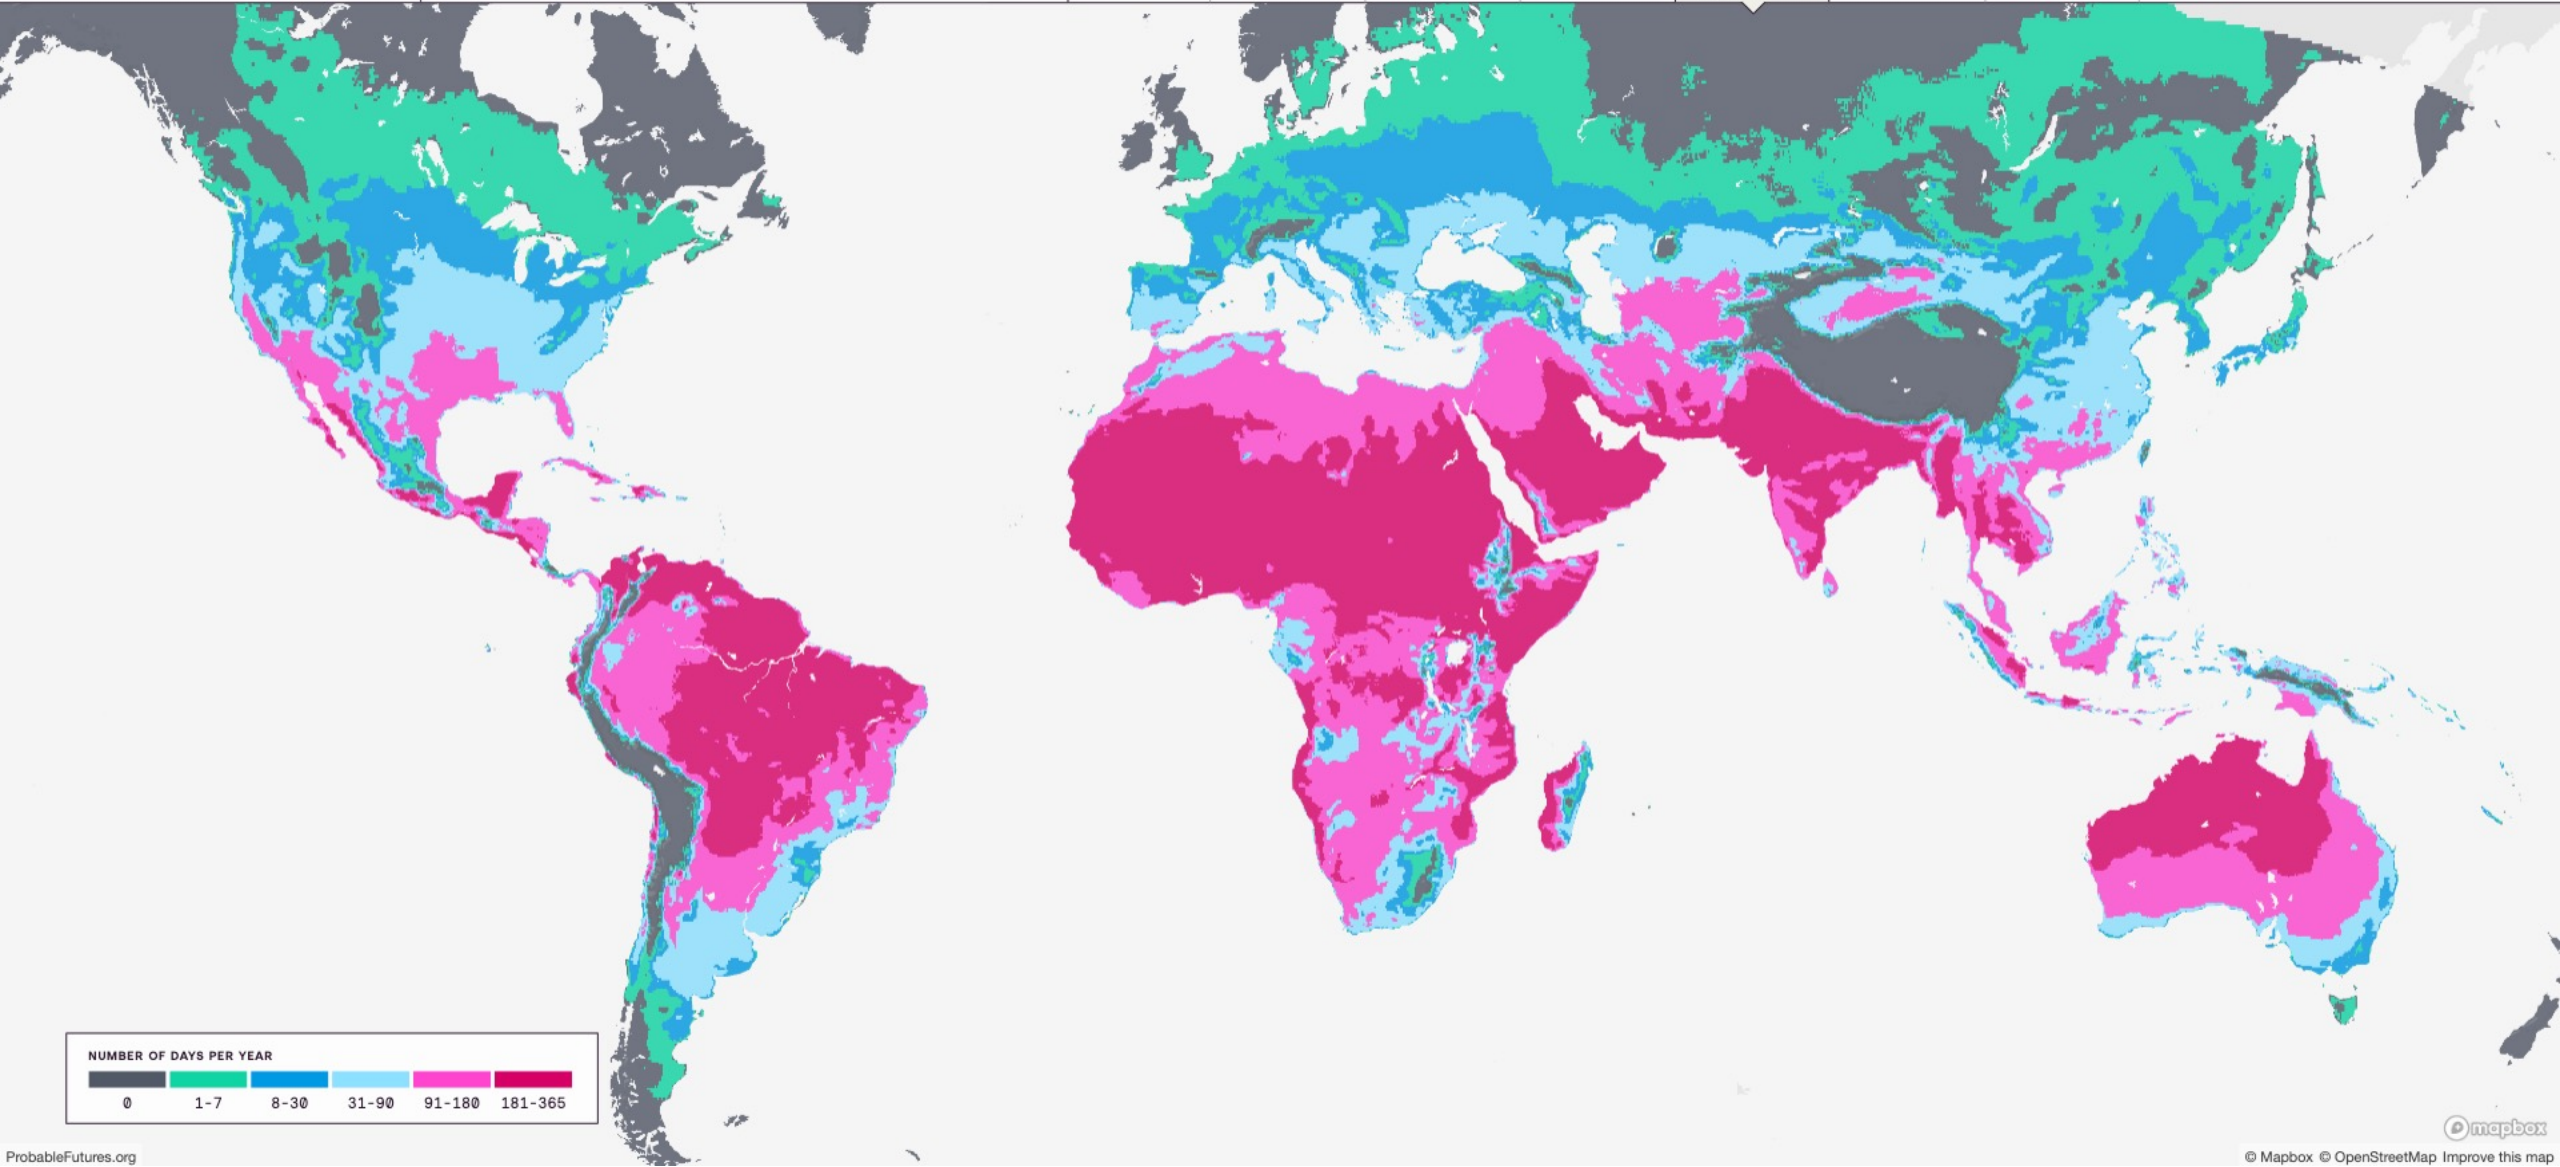 NUMBER OF DAYS PER YEAR
0 1-7 8-30 31-90 91-180 181-365
ProbableFutures.org
mapbox
© Mapbox © OpenStreetMap Improve this map